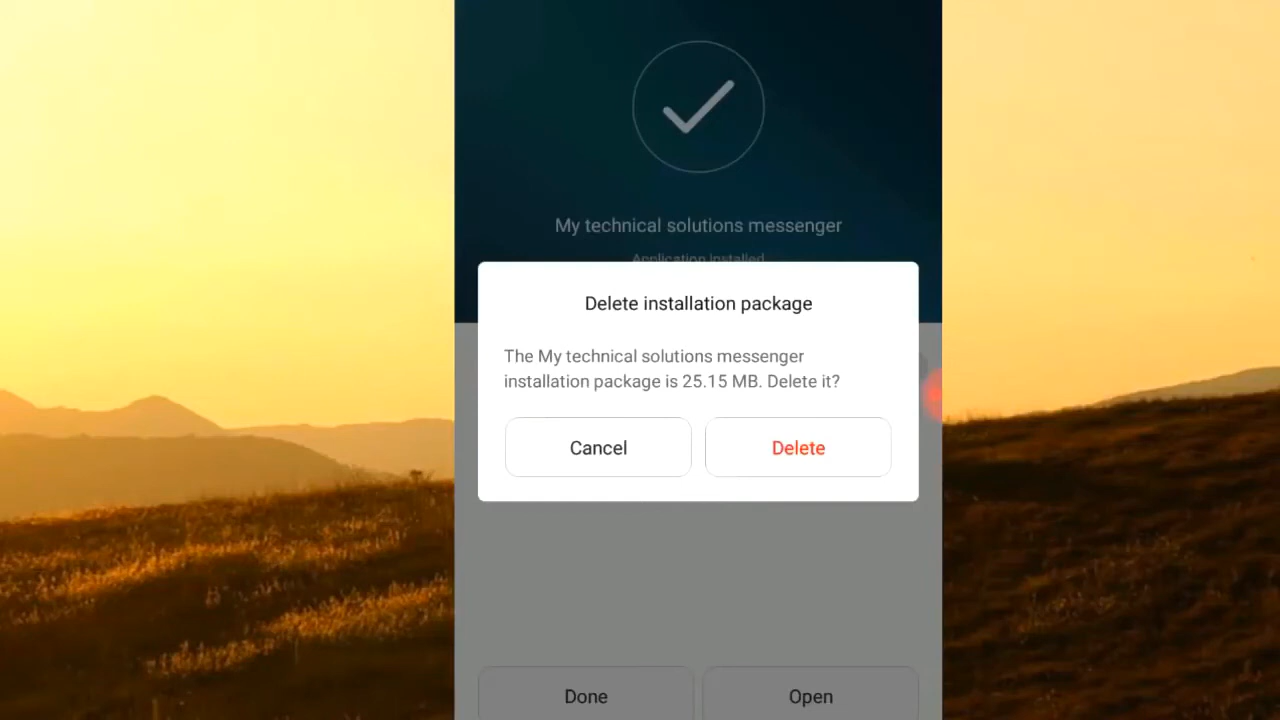 My technical solutions messenger
Application installed
Delete installation package
The My technical solutions messenger
installation package is 25.15 MB. Delete it?
Cancel
Delete
Done
Open